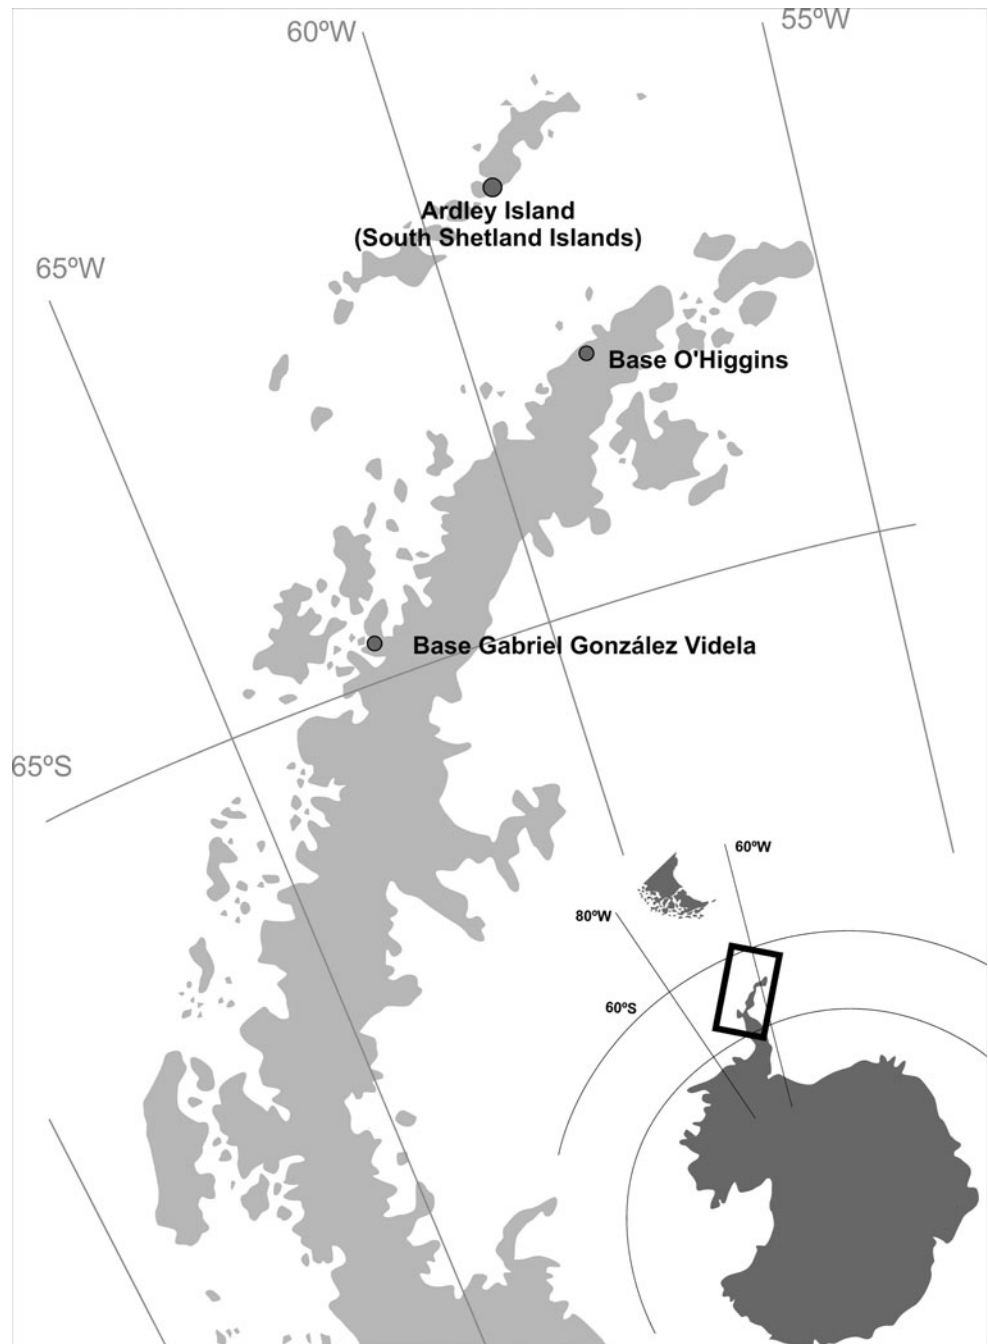 60ºW
55ºW
Ardley Island
(South Shetland Islands)
65ºW
Base O'Higgins
Base Gabriel González Videla
65ºS
60ºW
80ºW
60ºS